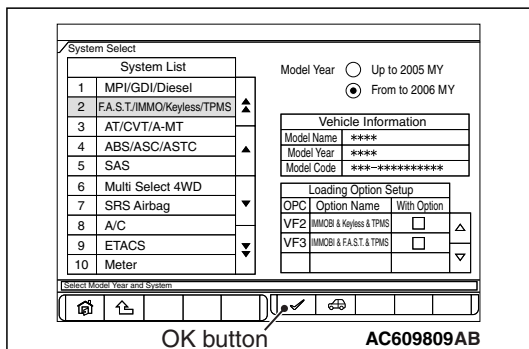 System Select
System List
1 MPI/GDI/Diesel
2 F.A.S.T./IMMO/Keyless/TPMS
3 AT/CVT/A-MT
4 ABS/ASC/ASTC
5 SAS
6 Multi Select 4WD
7 SRS Airbag
8 A/C
9 ETACS
10 Meter
Model Year Up to 2005 MY
From to 2006 MY
Vehicle Information
Model Name ****
Model Year ****
Model Code ***-**********
Loading Option Setup
OPC Option Name With Option
VF2 IMMOBI & Keyless & TPMS
VF3 IMMOBI & F.A.S.T. & TPMS
Select Model Year and System
OK button
AC609809AB